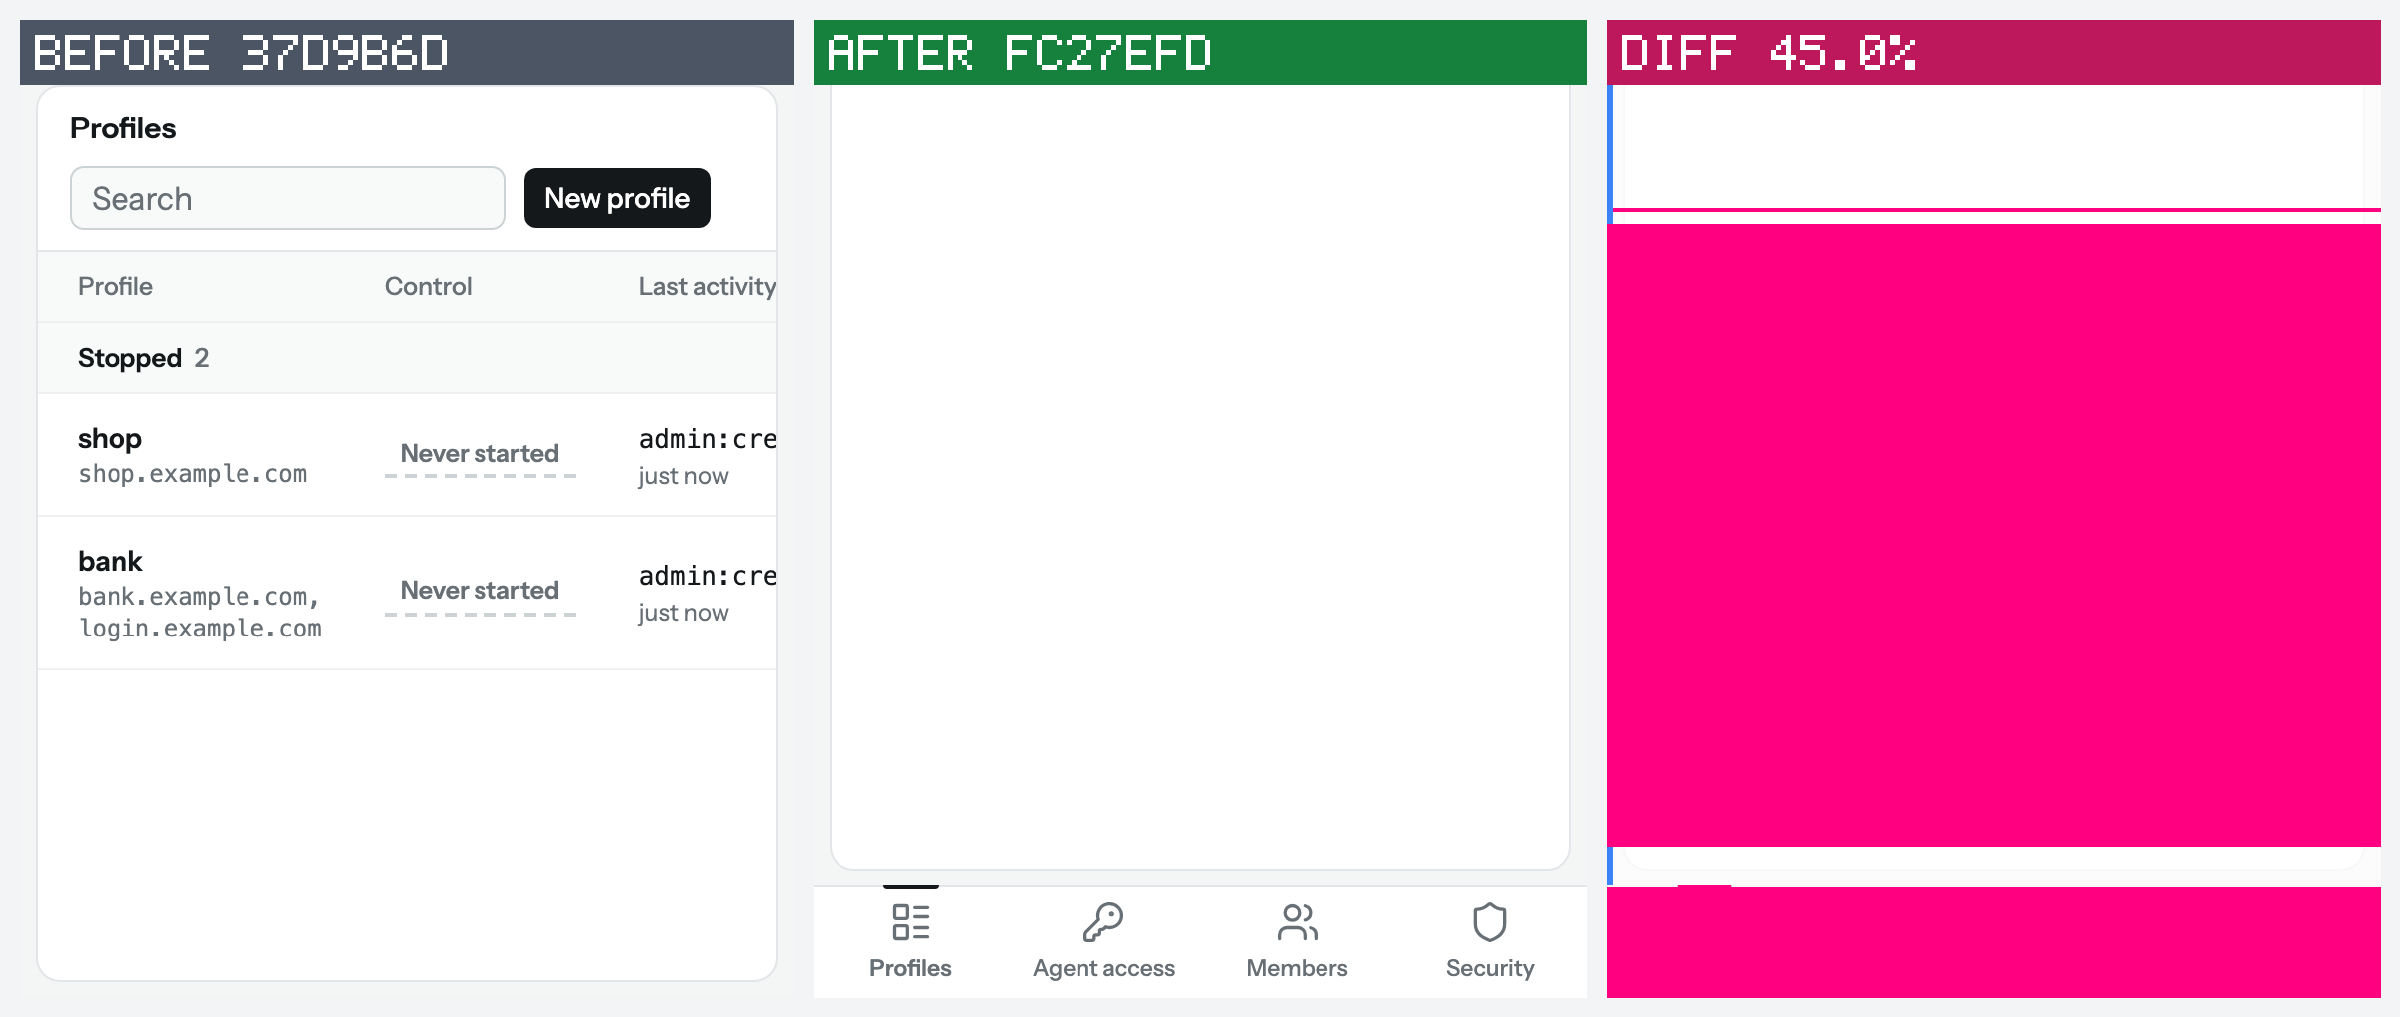 BEFORE 37D9B6D
Profiles
Search
New profile
Profile Control Last activity
Stopped 2
shop
shop.example.com
Never started
admin:cre
just now
bank
bank.example.com,
login.example.com
Never started
admin:cre
just now
AFTER FC27EFD
Profiles Agent access Members Security
DIFF 45.0%